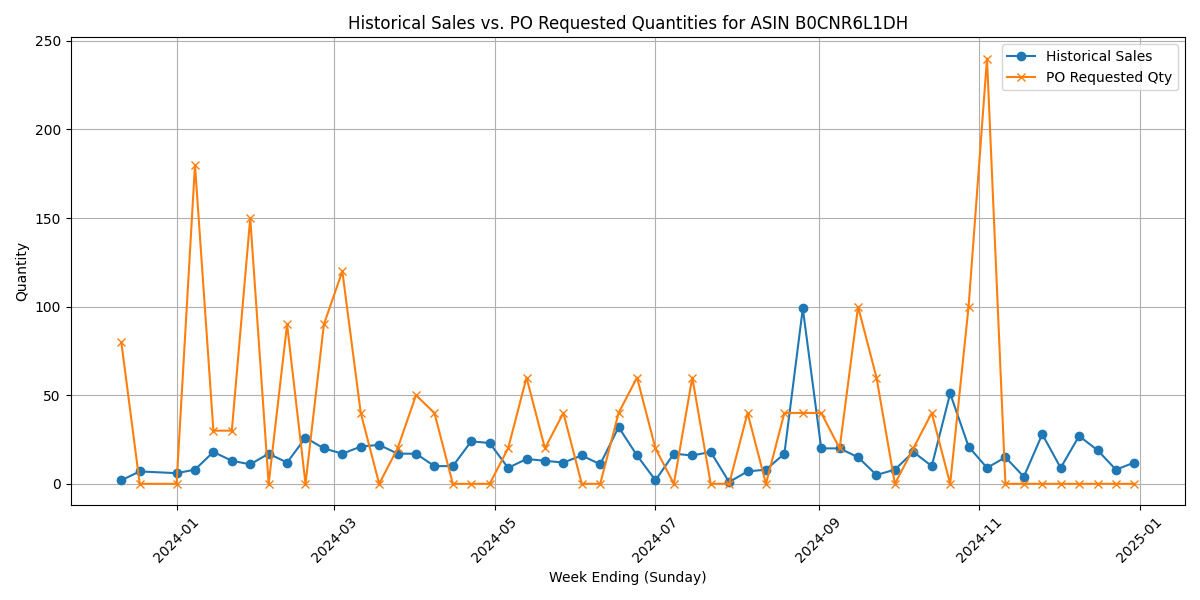 Historical Sales vs. PO Requested Quantities for ASIN B0CNR6L1DH
Historical Sales
PO Requested Qty
Quantity
250
200
150
100
50
0
2024-01
2024-03
2024-05
2024-07
2024-09
2024-11
2025-01
Week Ending (Sunday)